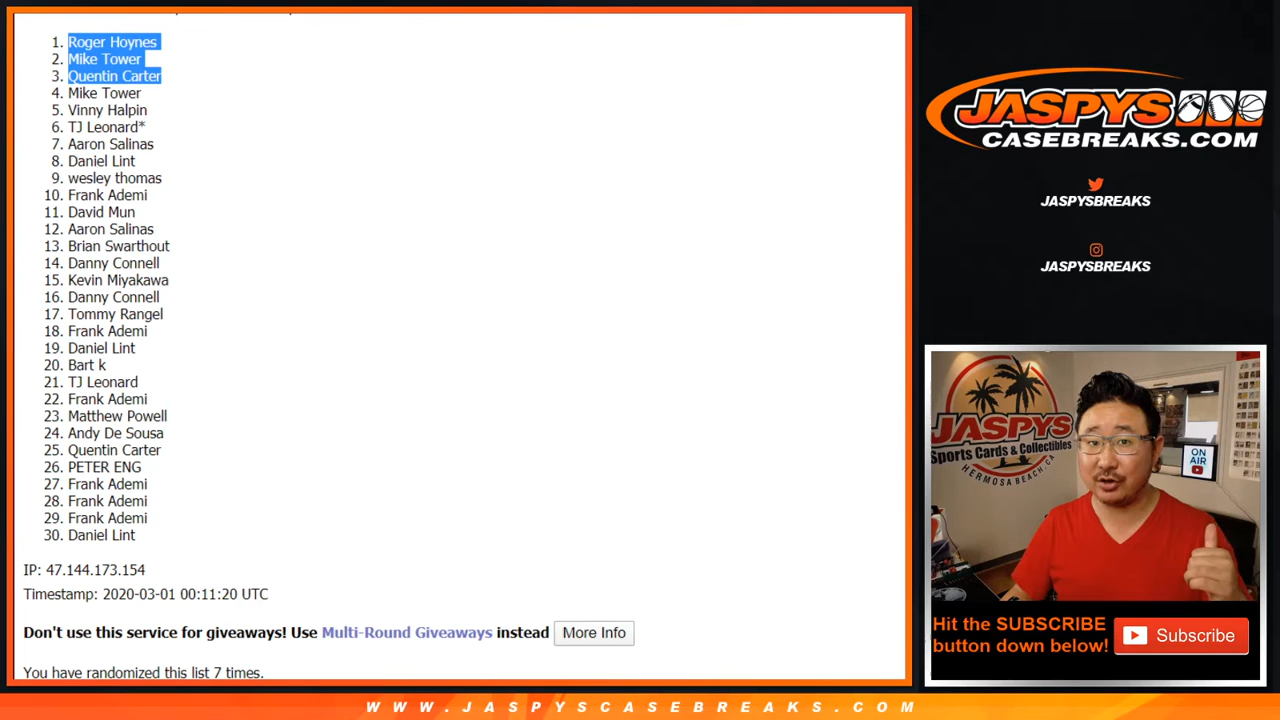 1. Roger Hoynes
2. Mike Tower
3. Quentin Carter
4. Mike Tower
5. Vinny Halpin
6. TJ Leonard*
7. Aaron Salinas
8. Daniel Lint
9. wesley thomas
10. Frank Ademi
11. David Mun
12. Aaron Salinas
13. Brian Swarthout
14. Danny Connell
15. Kevin Miyakawa
16. Danny Connell
17. Tommy Rangel
18. Frank Ademi
19. Daniel Lint
20. Bart k
21. TJ Leonard
22. Frank Ademi
23. Matthew Powell
24. Andy De Sousa
25. Quentin Carter
26. PETER ENG
27. Frank Ademi
28. Frank Ademi
29. Frank Ademi
30. Daniel Lint
IP: 47.144.173.154
Timestamp: 2020-03-01 00:11:20 UTC
Don't use this service for giveaways! Use Multi-Round Giveaways instead More Info
You have randomized this list 7 times.
JASPYS
CASEBREAKS.COM
JASPYSBREAKS
JASPYSBREAKS
JASPYS
Sports Cards & Collectibles
HERMOSA BEACH, CA
ON
AIR
Hit the SUBSCRIBE
button down below!
Subscribe
WWW.JASPYSCASEBREAKS.COM